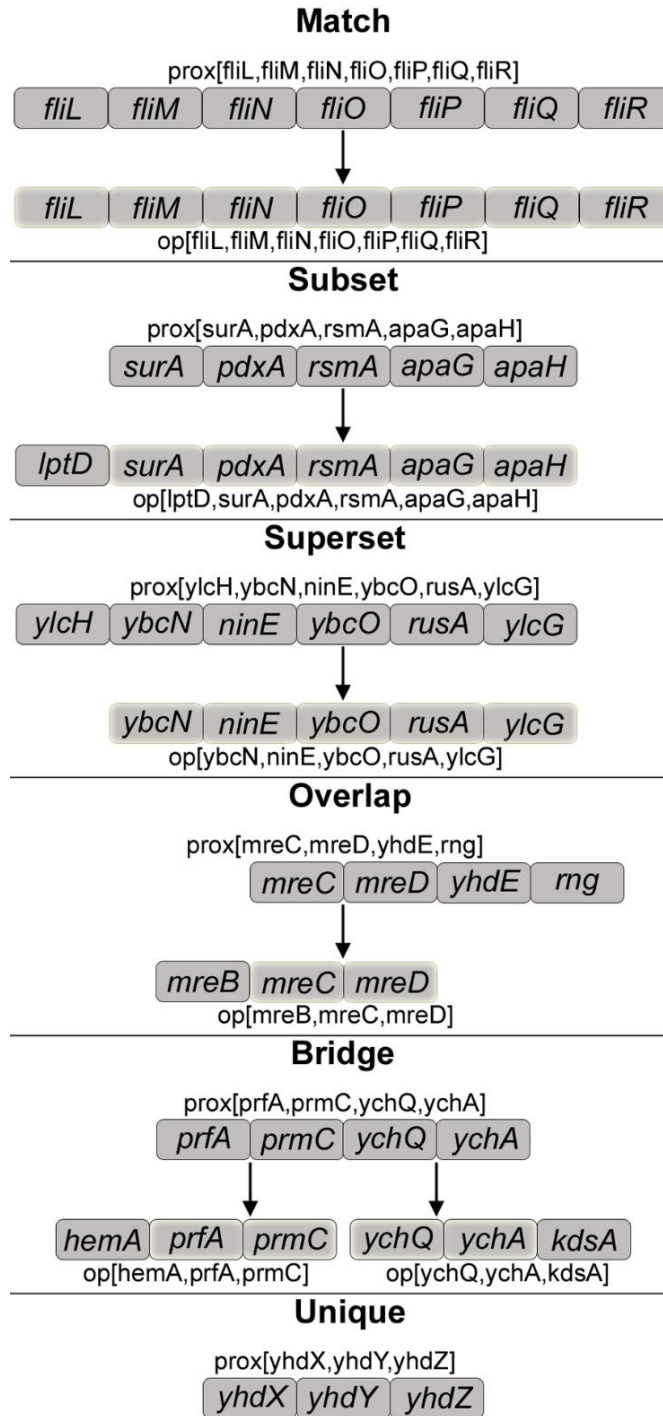 Match
prox[fliL,fliM,fliN,fliO,fliP,fliQ,fliR]
fliL fliM fliN fliO fliP fliQ fliR
fliL fliM fliN fliO fliP fliQ fliR
op[fliL,fliM,fliN,fliO,fliP,fliQ,fliR]
Subset
prox[surA,pdxA,rsmA,apaG,apaH]
surA pdxA rsmA apaG apaH
lptD surA pdxA rsmA apaG apaH
op[lptD,surA,pdxA,rsmA,apaG,apaH]
Superset
prox[ylcH,ybcN,ninE,ybcO,rusA,ylcG]
ylcH ybcN ninE ybcO rusA ylcG
ybcN ninE ybcO rusA ylcG
op[ybcN,ninE,ybcO,rusA,ylcG]
Overlap
prox[mreC,mreD,yhdE,rng]
mreC mreD yhdE rng
mreB mreC mreD
op[mreB,mreC,mreD]
Bridge
prox[prfA,prmC,ychQ,ychA]
prfA prmC ychQ ychA
hemA prfA prmC ychQ ychA kdsA
op[hemA,prfA,prmC] op[ychQ,ychA,kdsA]
Unique
prox[yhdX,yhdY,yhdZ]
yhdX yhdY yhdZ